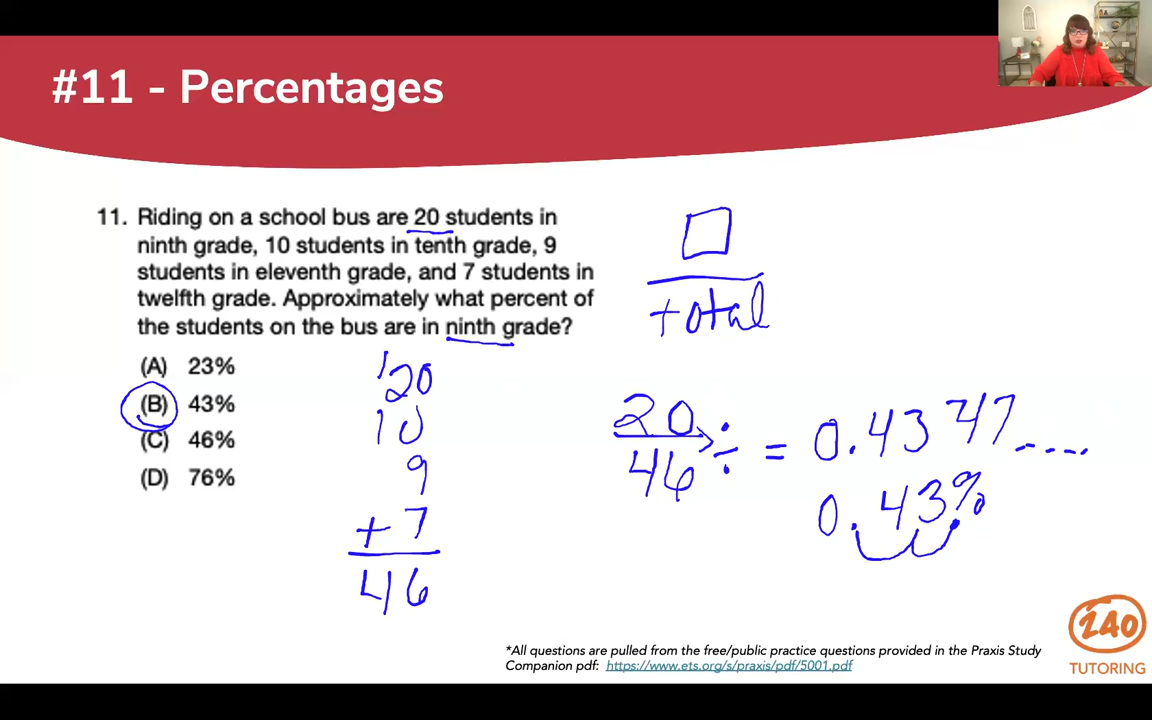 #11 - Percentages
11. Riding on a school bus are 20 students in
ninth grade, 10 students in tenth grade, 9
students in eleventh grade, and 7 students in
twelfth grade. Approximately what percent of
the students on the bus are in ninth grade?
(A) 23%
(B) 43%
(C) 46%
(D) 76%
total
120
10
9
+ 7
46
20
46
÷ = 0.4347....
0.43%
*All questions are pulled from the free/public practice questions provided in the Praxis Study
Companion pdf: https://www.ets.org/s/praxis/pdf/5001.pdf
240
TUTORING